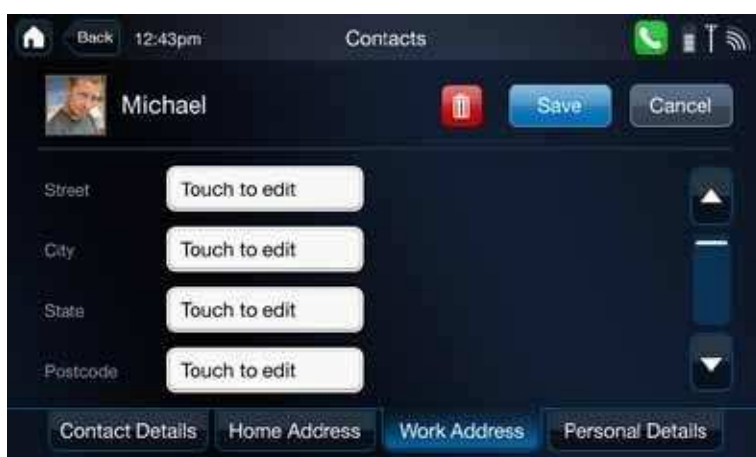 Back 12:43pm Contacts
Michael Save Cancel
Street Touch to edit
City Touch to edit
State Touch to edit
Postcode Touch to edit
Contact Details Home Address Work Address Personal Details